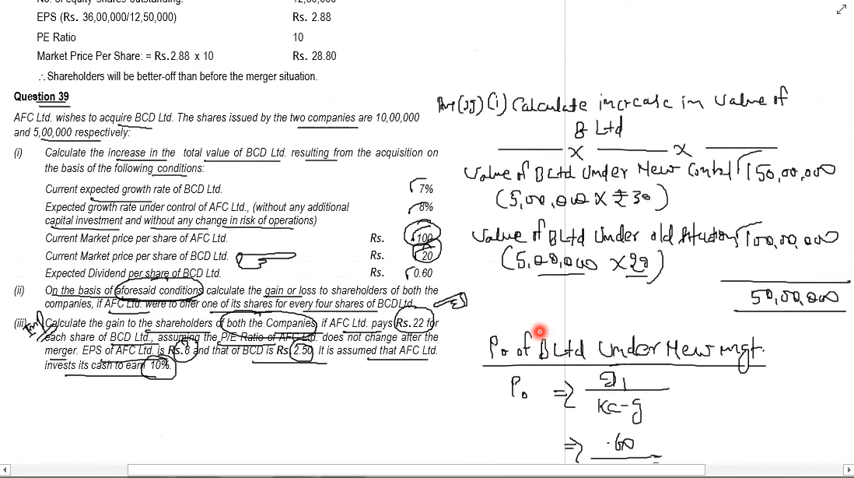 No. of equity shares outstanding. 12,50,000
EPS (Rs. 36,00,000/12,50,000) Rs. 2.88
PE Ratio 10
Market Price Per Share: = Rs.2.88 x 10 Rs. 28.80
∴ Shareholders will be better-off than before the merger situation.
Question 39
AFC Ltd. wishes to acquire BCD Ltd. The shares issued by the two companies are 10,00,000
and 5,00,000 respectively:
(i) Calculate the increase in the total value of BCD Ltd. resulting from the acquisition on
the basis of the following conditions:
Current expected growth rate of BCD Ltd. 7%
Expected growth rate under control of AFC Ltd., (without any additional 8%
capital investment and without any change in risk of operations)
Current Market price per share of AFC Ltd. Rs. 100
Current Market price per share of BCD Ltd. Rs. 20
Expected Dividend per share of BCD Ltd. Rs. 0.60
(ii) On the basis of aforesaid conditions calculate the gain or loss to shareholders of both the
companies, if AFC Ltd. were to offer one of its shares for every four shares of BCD Ltd.
(iii) Calculate the gain to the shareholders of both the Companies, if AFC Ltd. pays Rs. 22 for
each share of BCD Ltd., assuming the P/E Ratio of AFC Ltd. does not change after the
merger. EPS of AFC Ltd. is Rs. 8 and that of BCD is Rs. 2.50. It is assumed that AFC Ltd.
invests its cash to earn 10%.
(i) Calculate increase in value of
B Ltd
x x
Value of B Ltd Under New Control 150,00,000
(5,00,000 x ₹30)
Value of B Ltd Under old situations 100,00,000
(5,00,000 x 20)
50,00,000
P0 of B Ltd Under New mgt.
P0 => D1
Ke-g
=> .60